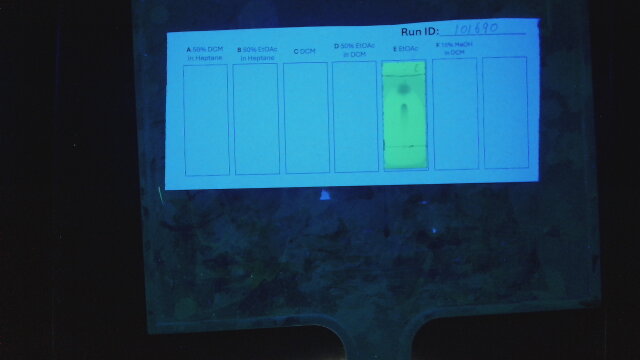 Run ID: 101690
A 50% DCM in Heptane
B 50% EtOAc in Heptane
C DCM
D 50% EtOAc in DCM
E EtOAc
F 10% MeOH in DCM
E